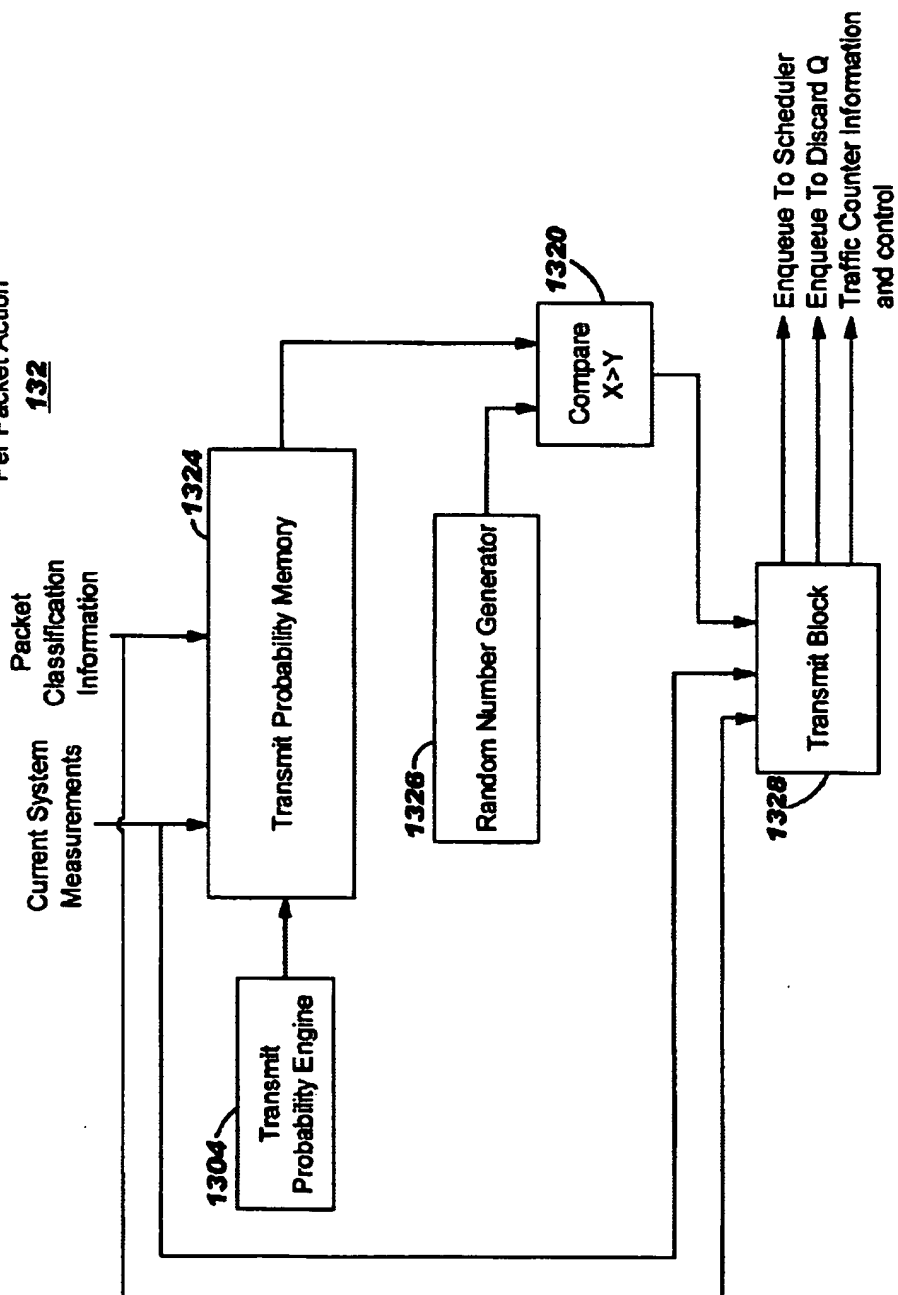 Per Packet Action
132
Current System
Measurements
Packet
Classification
Information
1324
Transmit Probability Memory
1304
Transmit
Probability Engine
1326
Random Number Generator
1320
Compare
X>Y
1328
Transmit Block
Enqueue To Scheduler
Enqueue To Discard Q
Traffic Counter Information
and control